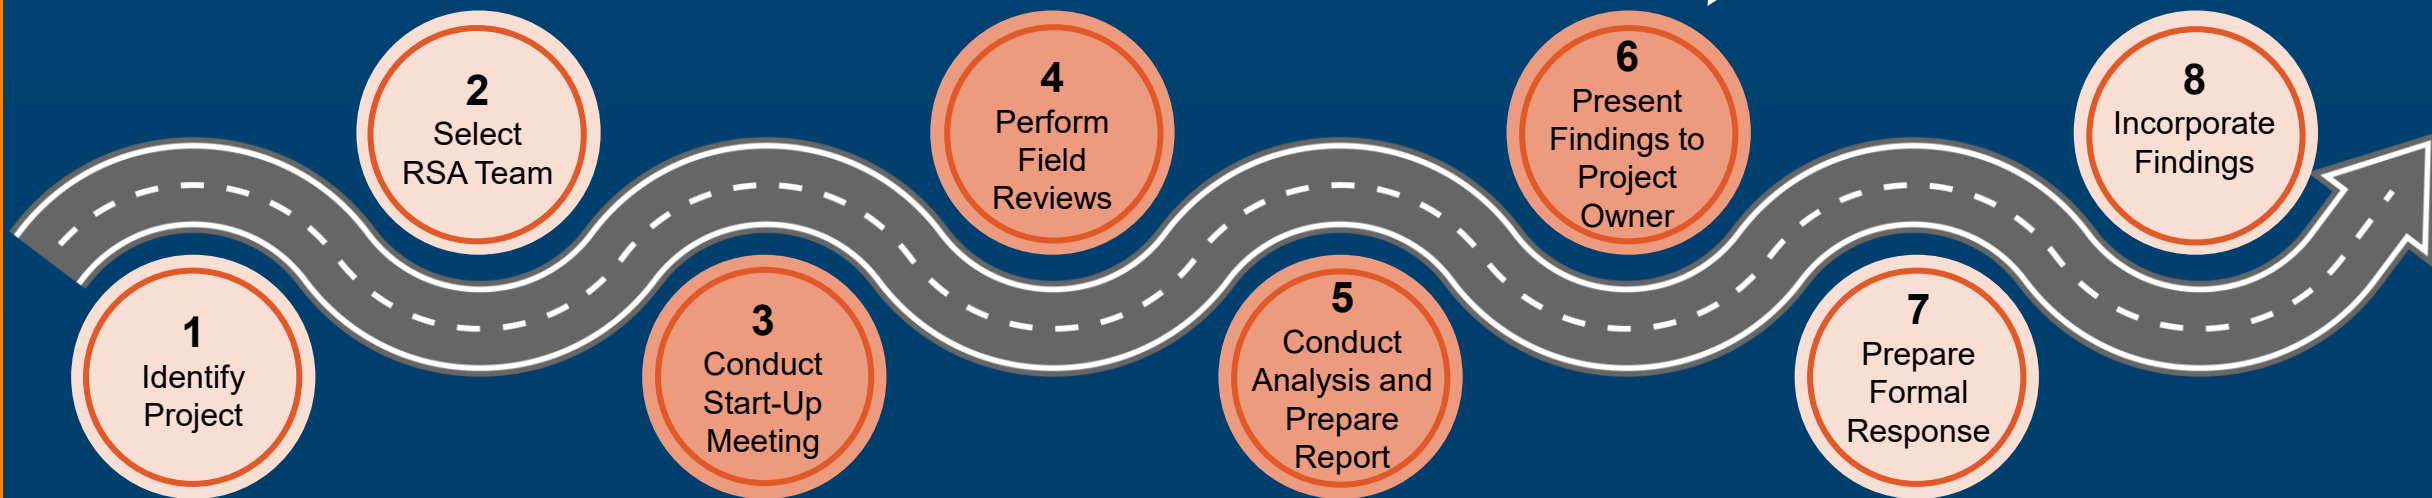 1
Identify
Project
2
Select
RSA Team
3
Conduct
Start-Up
Meeting
4
Perform
Field
Reviews
5
Conduct
Analysis and
Prepare
Report
6
Present
Findings to
Project
Owner
7
Prepare
Formal
Response
8
Incorporate
Findings